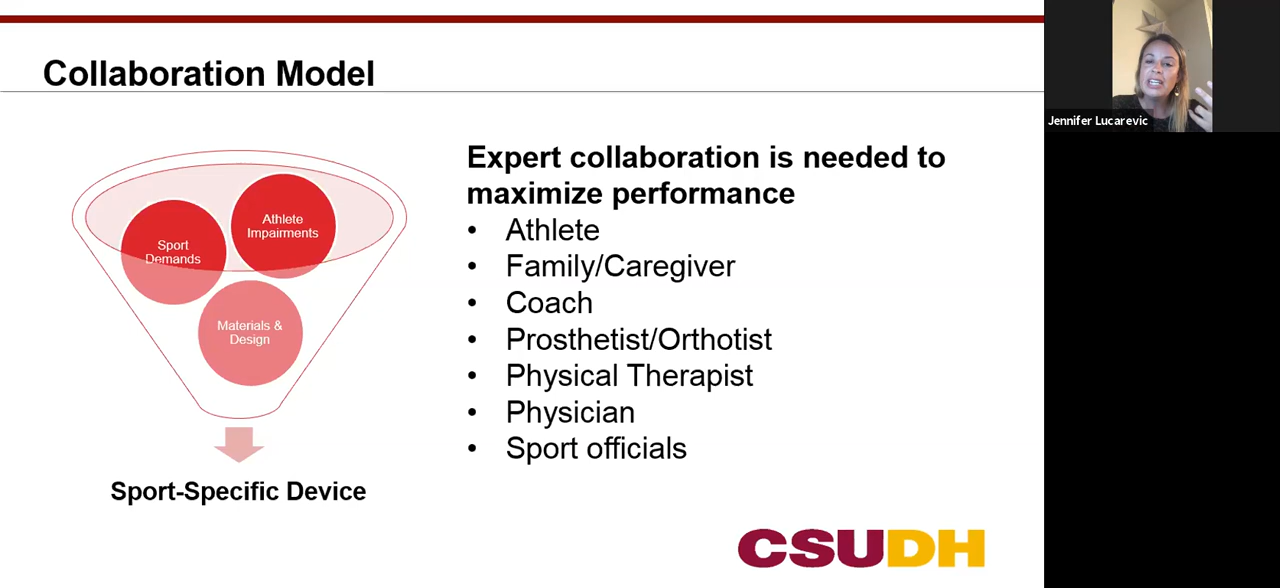 Collaboration Model
Athlete
Impairments
Sport
Demands
Materials &
Design
Sport-Specific Device
Expert collaboration is needed to
maximize performance
• Athlete
• Family/Caregiver
• Coach
• Prosthetist/Orthotist
• Physical Therapist
• Physician
• Sport officials
CSUDH
Jennifer Lucarevic